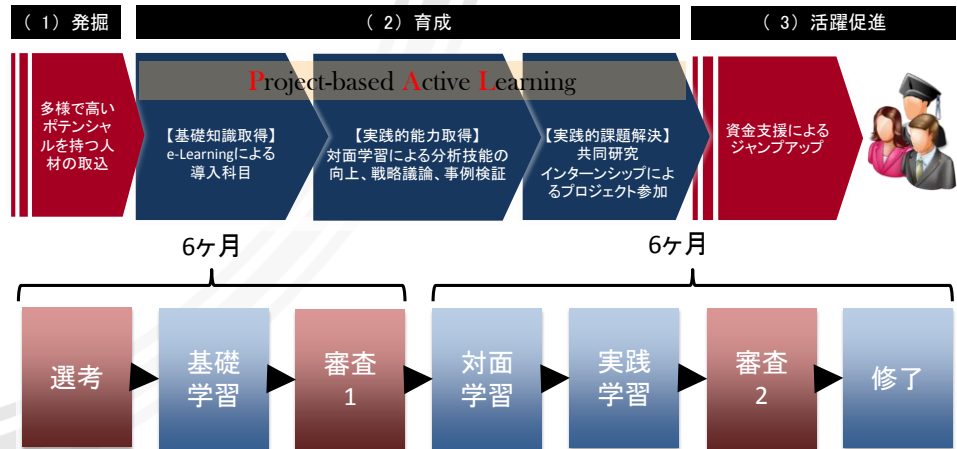 （1）発掘
（2）育成
（3）活躍促進
Project-based Active Learning
多様で高い
ポテンシャ
ルを持つ人
材の取込
【基礎知識取得】
e-Learningによる
導入科目
【実践的能力取得】
対面学習による分析技能の
向上、戦略議論、事例検証
【実践的課題解決】
共同研究
インターンシップによ
るプロジェクト参加
資金支援による
ジャンプアップ
6ヶ月
6ヶ月
選考
基礎
学習
審査
1
対面
学習
実践
学習
審査
2
修了